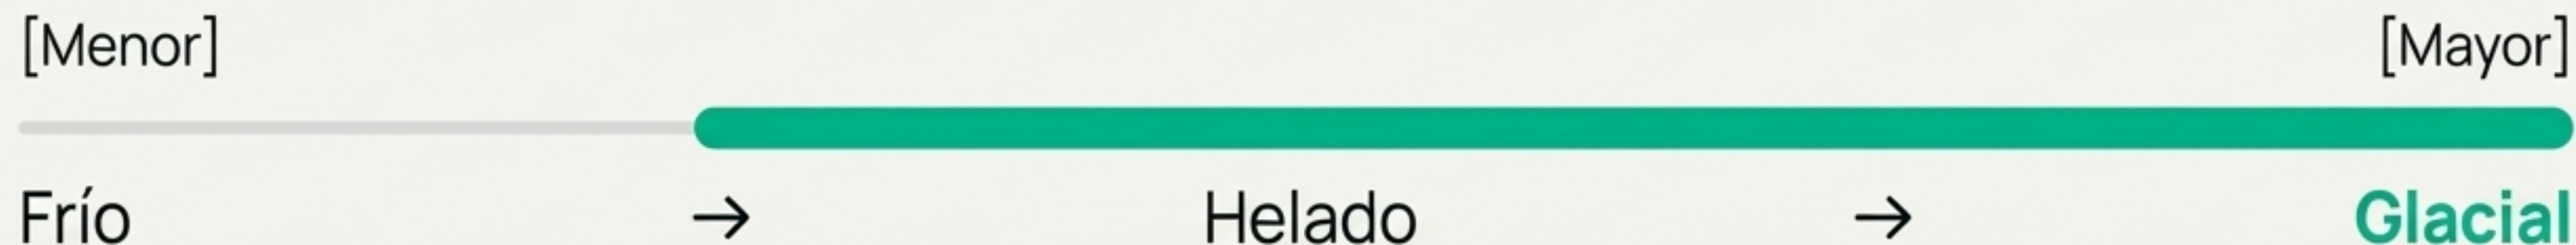 [Menor] [Mayor]
Frío → Helado → Glacial